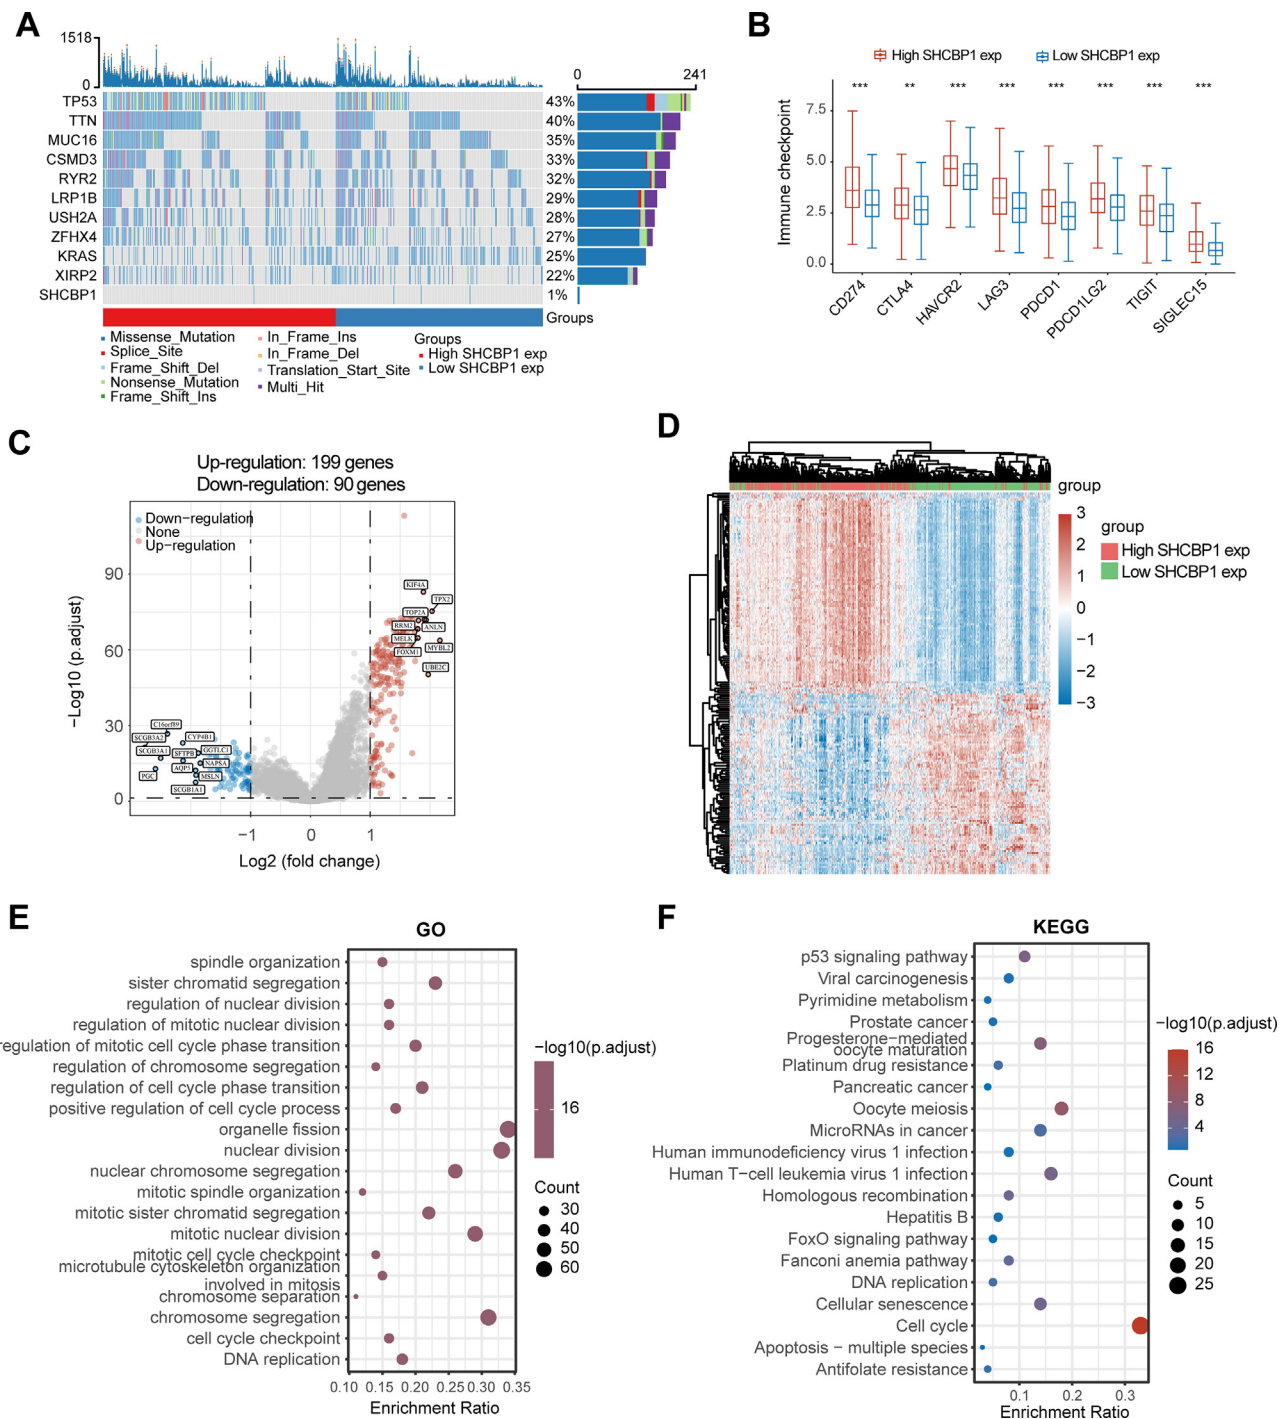 A
1518
0
0 241
TP53 43%
TTN 40%
MUC16 35%
CSMD3 33%
RYR2 32%
LRP1B 29%
USH2A 28%
ZFHX4 27%
KRAS 25%
XIRP2 22%
SHCBP1 1%
Groups
Missense_Mutation
Splice_Site
Frame_Shift_Del
Nonsense_Mutation
Frame_Shift_Ins
In_Frame_Ins
In_Frame_Del
Translation_Start_Site
Multi_Hit
Groups
High SHCBP1 exp
Low SHCBP1 exp
B
High SHCBP1 exp Low SHCBP1 exp
*** ** *** *** *** *** *** ***
Immune checkpoint
7.5
5.0
2.5
0.0
CD274
CTLA4
HAVCR2
LAG3
PDCD1
PDCD1LG2
TIGIT
SIGLEC15
C
Up-regulation: 199 genes
Down-regulation: 90 genes
Down-regulation
None
Up-regulation
−Log10 (p.adjust)
90
60
30
0
KIF4A
TPX2
TOP2A
RRM2
ANLN
MELK
MYBL2
FOXM1
UBE2C
C16orf89
SCGB3A2
CYP4B1
SCGB3A1
SFTPB
GGTLC1
NAPSA
AQP5
PGC
MSLN
SCGB1A1
−1 0 1
Log2 (fold change)
D
group
3
2
1
0
−1
−2
−3
group
High SHCBP1 exp
Low SHCBP1 exp
E
GO
spindle organization
sister chromatid segregation
regulation of nuclear division
regulation of mitotic nuclear division
regulation of mitotic cell cycle phase transition
regulation of chromosome segregation
regulation of cell cycle phase transition
positive regulation of cell cycle process
organelle fission
nuclear division
nuclear chromosome segregation
mitotic spindle organization
mitotic sister chromatid segregation
mitotic nuclear division
mitotic cell cycle checkpoint
microtubule cytoskeleton organization
involved in mitosis
chromosome separation
chromosome segregation
cell cycle checkpoint
DNA replication
0.10 0.15 0.20 0.25 0.30 0.35
Enrichment Ratio
−log10(p.adjust)
16
Count
30
40
50
60
F
KEGG
p53 signaling pathway
Viral carcinogenesis
Pyrimidine metabolism
Prostate cancer
Progesterone−mediated
oocyte maturation
Platinum drug resistance
Pancreatic cancer
Oocyte meiosis
MicroRNAs in cancer
Human immunodeficiency virus 1 infection
Human T−cell leukemia virus 1 infection
Homologous recombination
Hepatitis B
FoxO signaling pathway
Fanconi anemia pathway
DNA replication
Cellular senescence
Cell cycle
Apoptosis − multiple species
Antifolate resistance
0.1 0.2 0.3
Enrichment Ratio
−log10(p.adjust)
16
12
8
4
Count
5
10
15
20
25